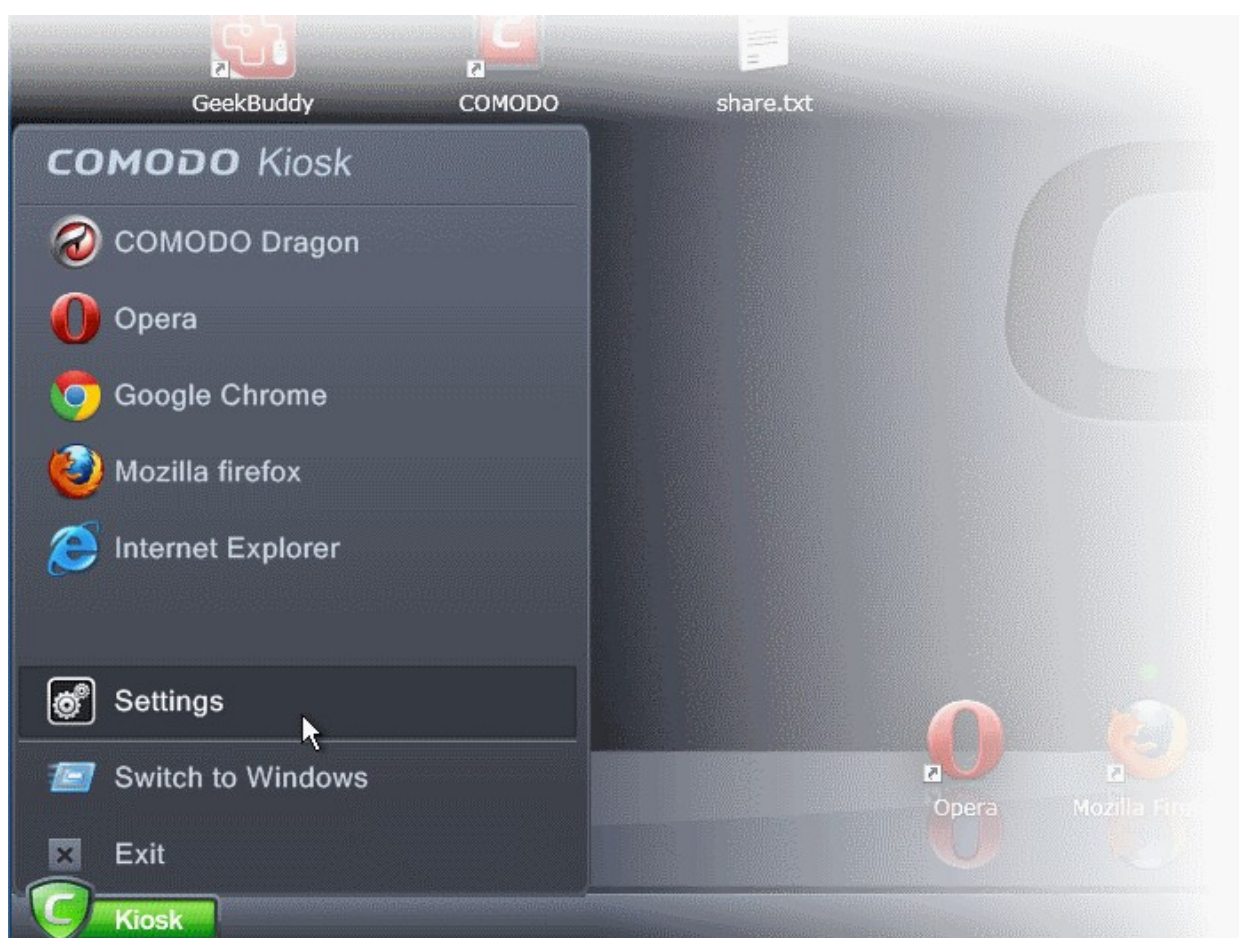 GeekBuddy COMODO share.txt
COMODO Kiosk
COMODO Dragon
Opera
Google Chrome
Mozilla firefox
Internet Explorer
Settings
Switch to Windows
Exit
Kiosk
Opera Mozilla